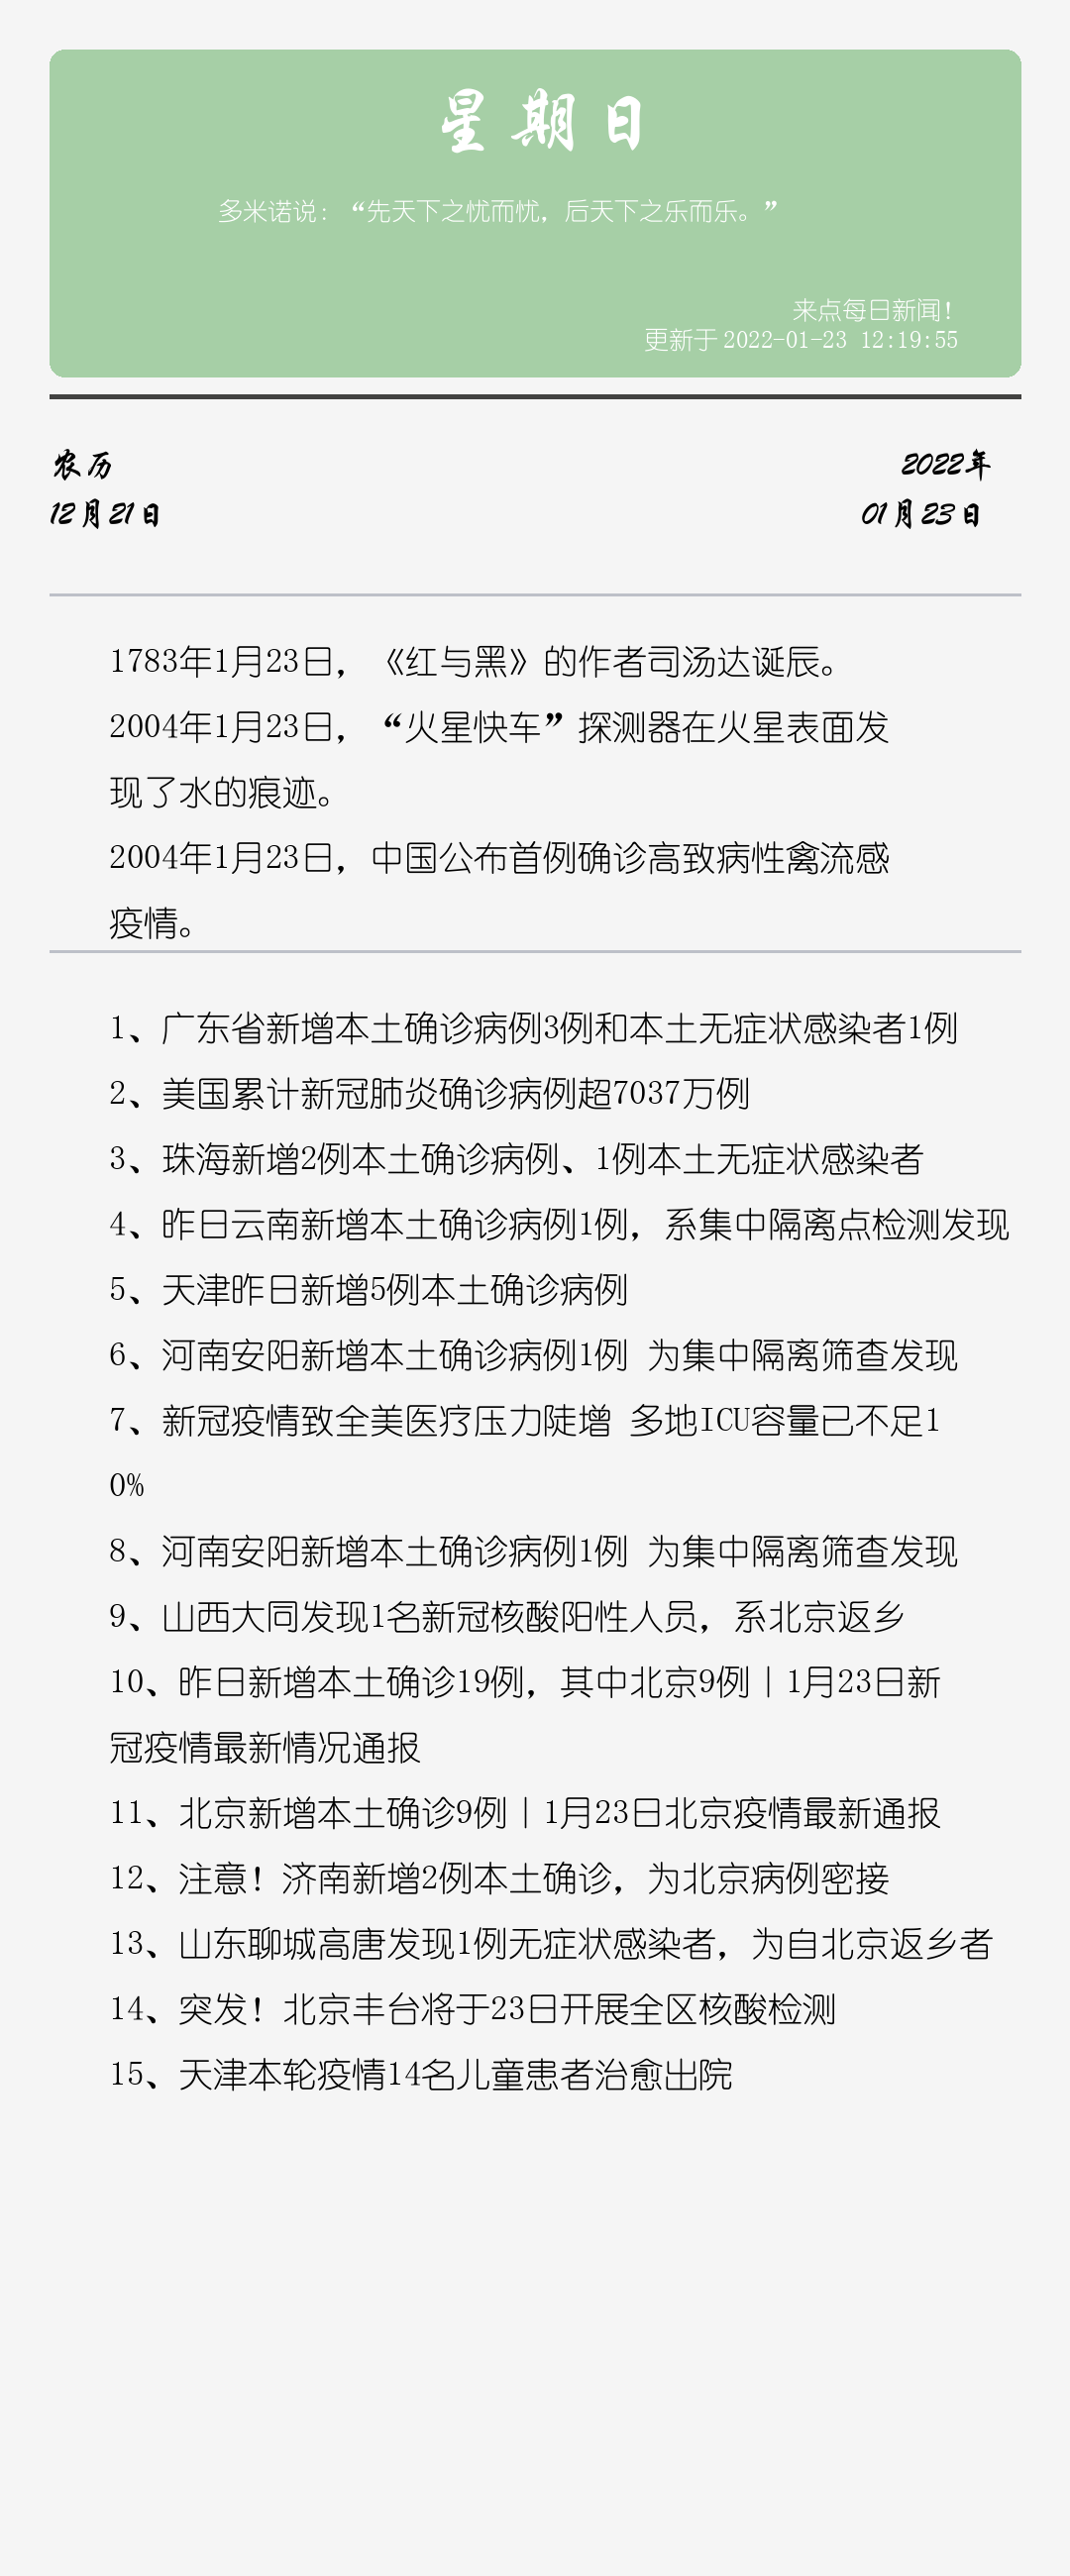 星期日
多米诺说：“先天下之忧而忧，后天下之乐而乐。”
来点每日新闻！
更新于2022-01-23 12:19:55
农历
12月21日
2022年
01月23日
1783年1月23日，《红与黑》的作者司汤达诞辰。
2004年1月23日，“火星快车”探测器在火星表面发
现了水的痕迹。
2004年1月23日，中国公布首例确诊高致病性禽流感
疫情。
1、广东省新增本土确诊病例3例和本土无症状感染者1例
2、美国累计新冠肺炎确诊病例超7037万例
3、珠海新增2例本土确诊病例、1例本土无症状感染者
4、昨日云南新增本土确诊病例1例，系集中隔离点检测发现
5、天津昨日新增5例本土确诊病例
6、河南安阳新增本土确诊病例1例 为集中隔离筛查发现
7、新冠疫情致全美医疗压力陡增 多地ICU容量已不足1
0%
8、河南安阳新增本土确诊病例1例 为集中隔离筛查发现
9、山西大同发现1名新冠核酸阳性人员，系北京返乡
10、昨日新增本土确诊19例，其中北京9例丨1月23日新
冠疫情最新情况通报
11、北京新增本土确诊9例丨1月23日北京疫情最新通报
12、注意！济南新增2例本土确诊，为北京病例密接
13、山东聊城高唐发现1例无症状感染者，为自北京返乡者
14、突发！北京丰台将于23日开展全区核酸检测
15、天津本轮疫情14名儿童患者治愈出院